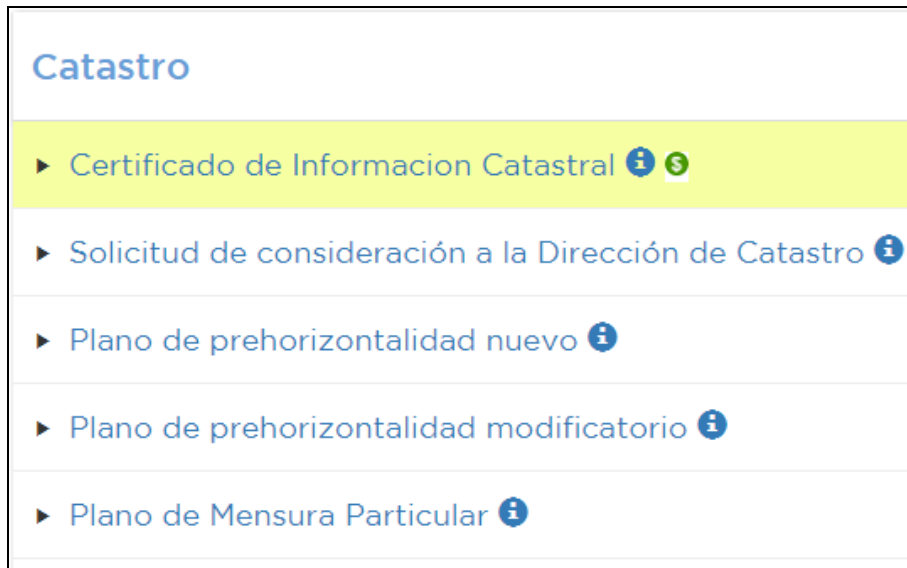 Catastro
Certificado de Informacion Catastral
Solicitud de consideración a la Dirección de Catastro
Plano de prehorizontalidad nuevo
Plano de prehorizontalidad modificatorio
Plano de Mensura Particular